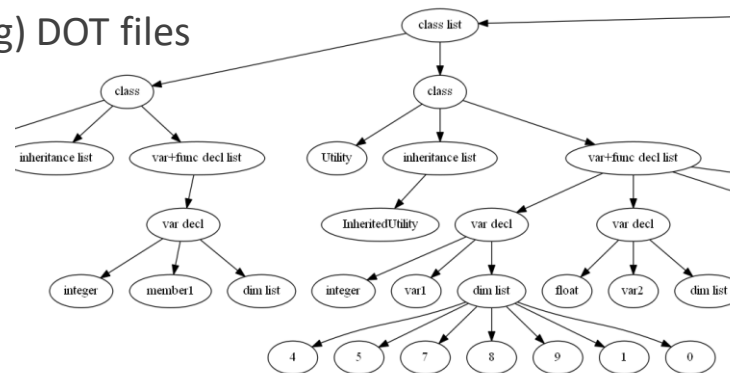 g) DOT files
class list
class
class
inheritance list
var+func decl list
Utility
inheritance list
var+func decl list
var decl
InheritedUtility
var decl
var decl
integer
member1
dim list
integer
var1
dim list
float
var2
dim list
4
5
7
8
9
1
0